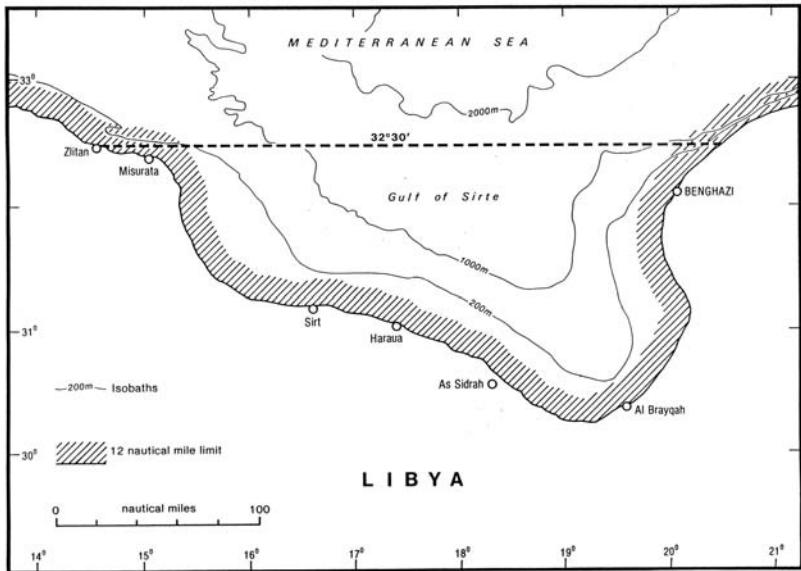 MEDITERRANEAN SEA
33°
2000m
32°30'
Zlitan
Misurata
Gulf of Sirte
BENGHAZI
1000m
200m
Sirt
Haraua
31°
As Sidrah
200m Isobaths
Al Brayqah
12 nautical mile limit
30°
LIBYA
nautical miles
0 100
14° 15° 16° 17° 18° 19° 20° 21°